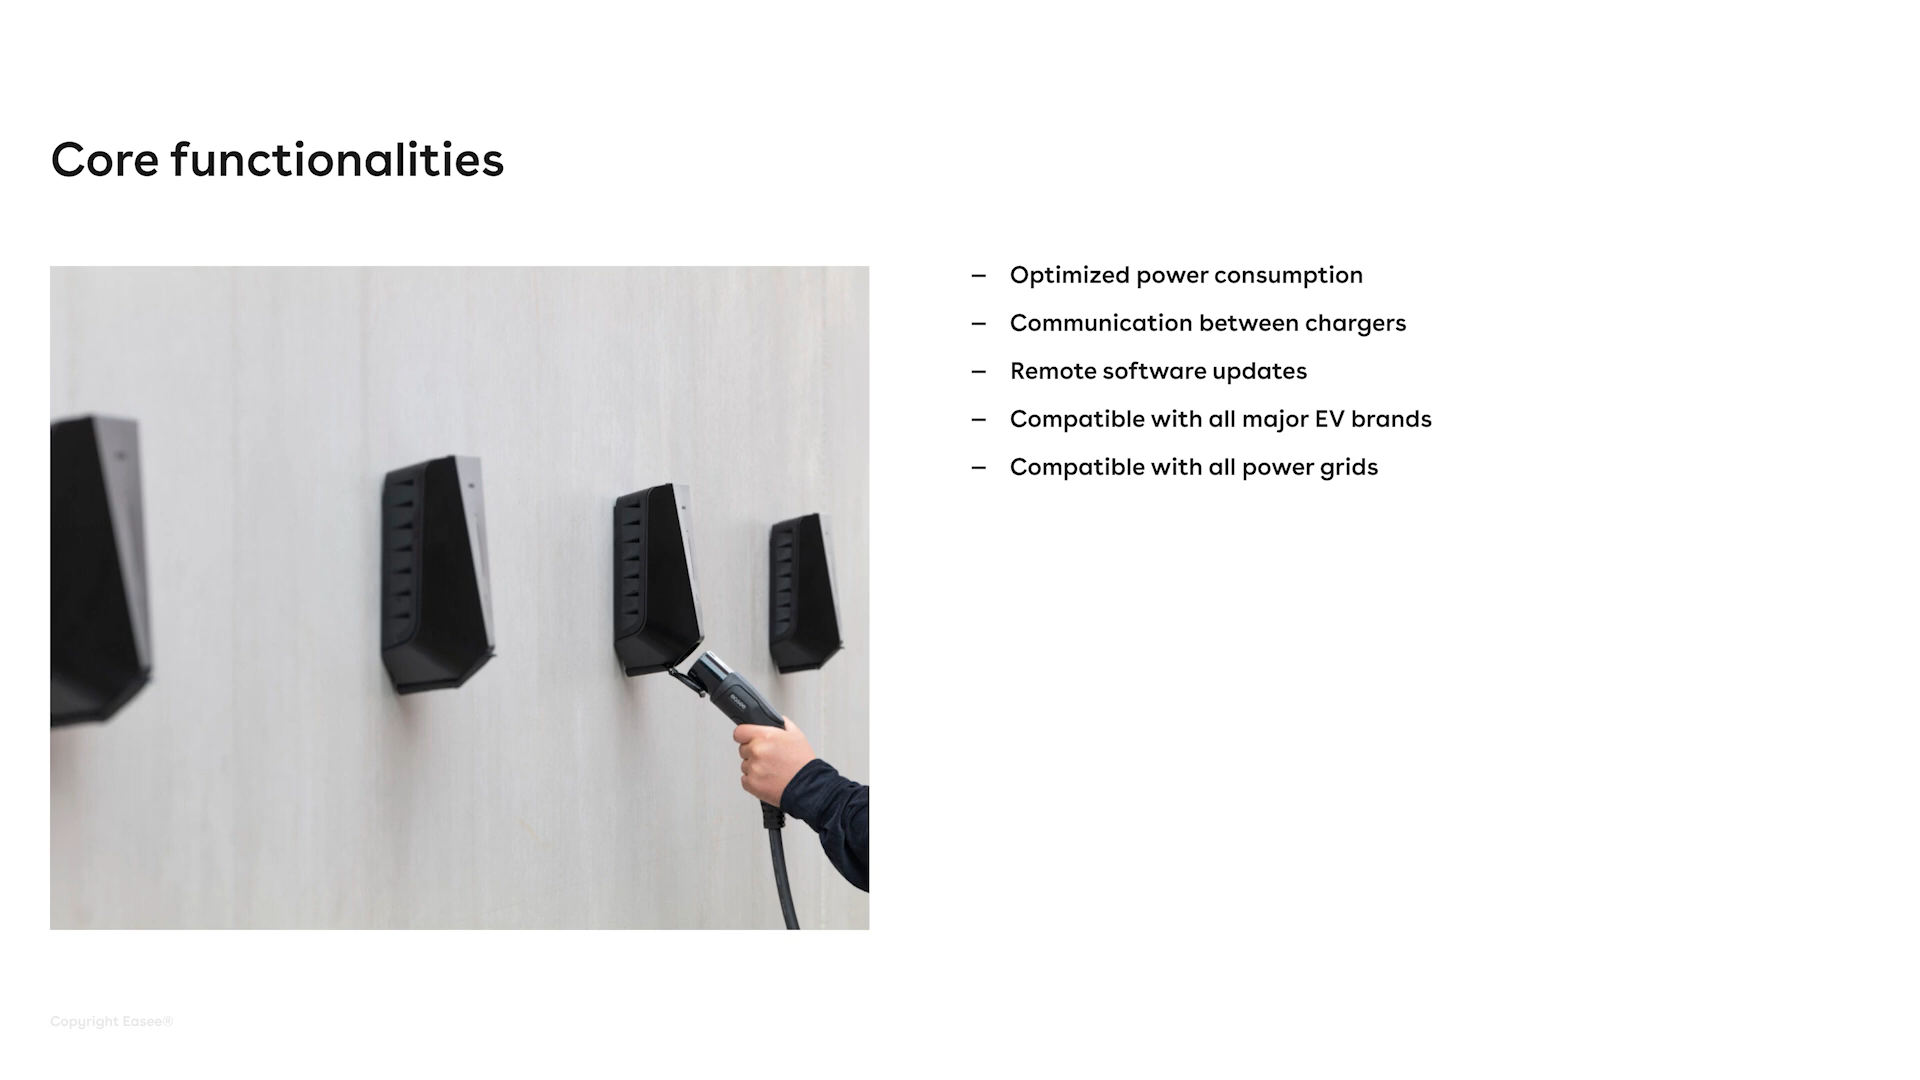 Core functionalities
– Optimized power consumption
– Communication between chargers
– Remote software updates
– Compatible with all major EV brands
– Compatible with all power grids
easee
Copyright Easee®